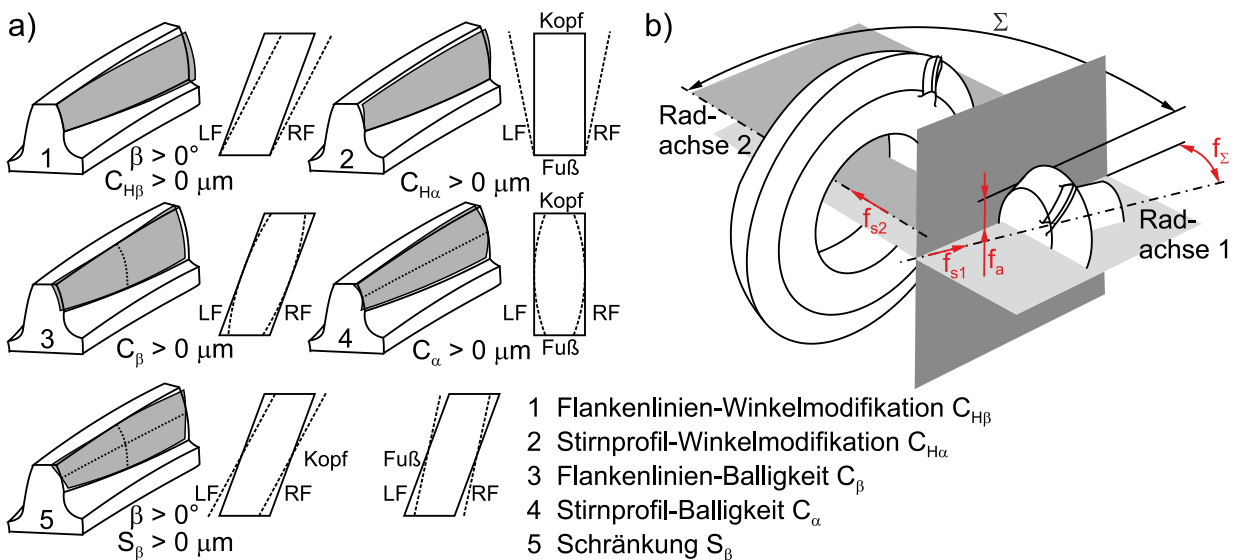 a)
1
β > 0°
C_Hβ > 0 μm
LF
RF
2
C_Hα > 0 μm
Kopf
LF
RF
Fuß
3
C_β > 0 μm
LF
RF
4
C_α > 0 μm
Kopf
LF
RF
Fuß
5
β > 0°
S_β > 0 μm
LF
RF
Kopf
Fuß
LF
RF
b)
Σ
Rad-
achse 2
f_Σ
f_s2
f_s1
f_a
Rad-
achse 1
1 Flankenlinien-Winkelmodifikation C_Hβ
2 Stirnprofil-Winkelmodifikation C_Hα
3 Flankenlinien-Balligkeit C_β
4 Stirnprofil-Balligkeit C_α
5 Schränkung S_β